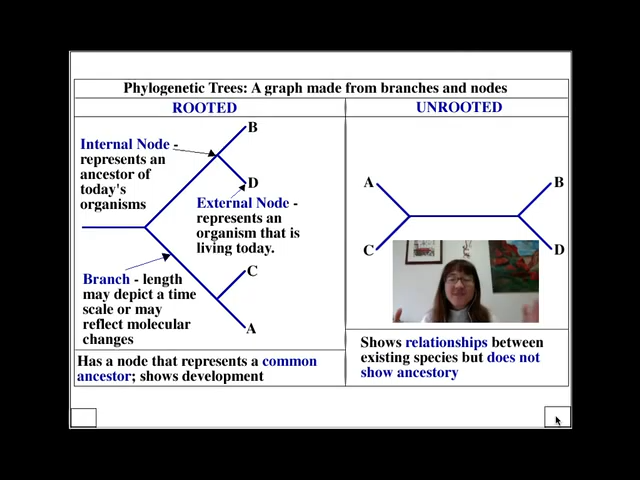 Phylogenetic Trees: A graph made from branches and nodes
ROOTED
UNROOTED
B
Internal Node -
represents an
ancestor of
today's
organisms
D
External Node -
represents an
organism that is
living today.
Branch - length
may depict a time
scale or may
reflect molecular
changes
C
A
Has a node that represents a common
ancestor; shows development
A
B
C
D
Shows relationships between
existing species but does not
show ancestory